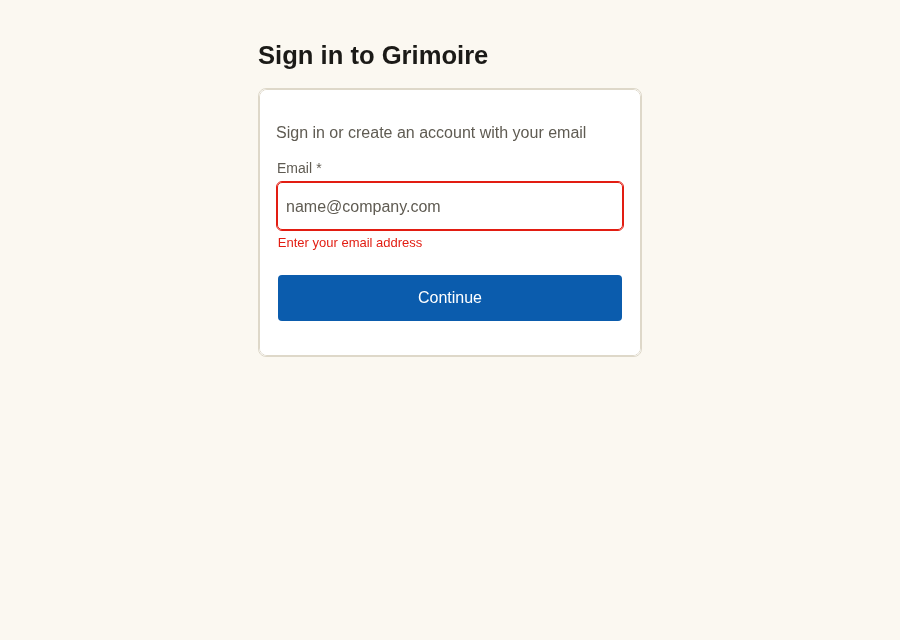 Sign in to Grimoire
Sign in or create an account with your email
Email *
name@company.com
Enter your email address
Continue